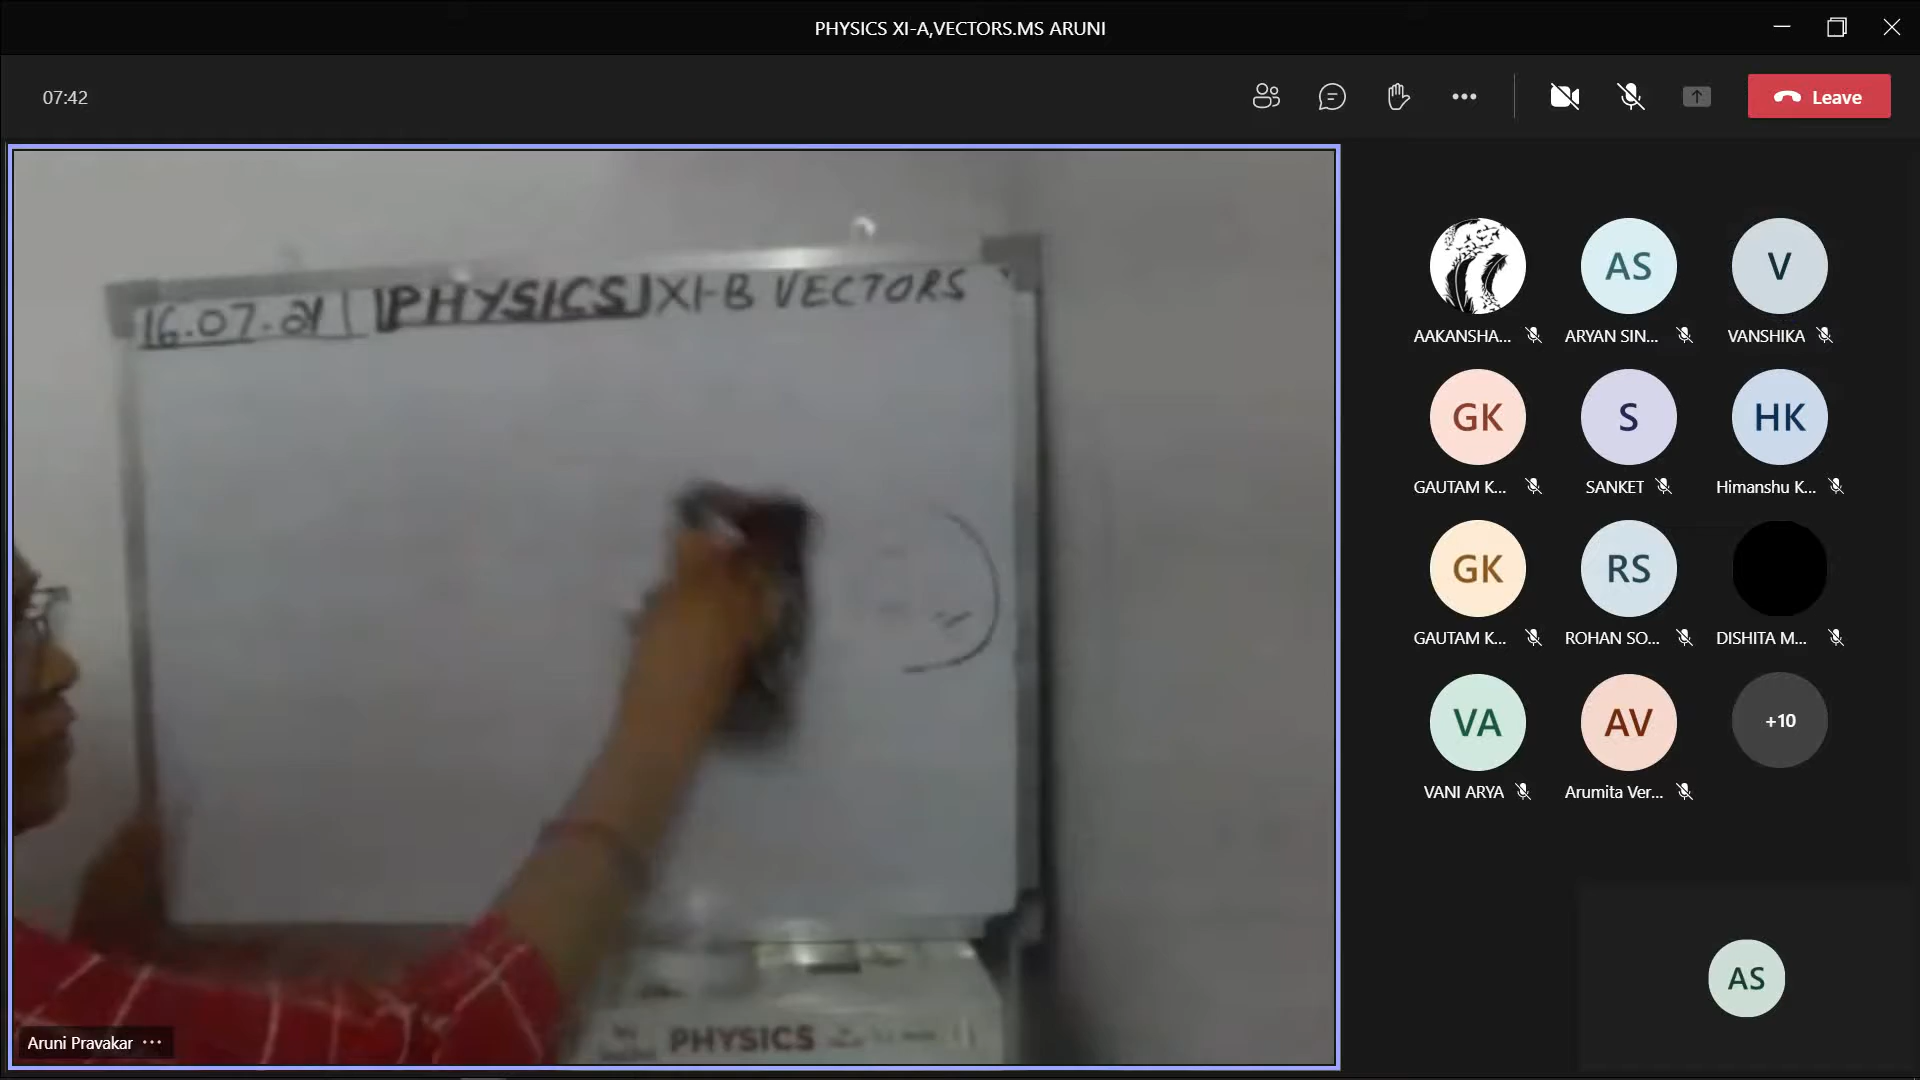 PHYSICS XI-A,VECTORS.MS ARUNI
07:42
Leave
16.07.21 PHYSICS XI-B VECTORS
PHYSICS
Aruni Pravakar ...
AS
V
AAKANSHA...
ARYAN SIN...
VANSHIKA
GK
S
HK
GAUTAM K...
SANKET
Himanshu K...
GK
RS
GAUTAM K...
ROHAN SO...
DISHITA M...
VA
AV
+10
VANI ARYA
Arumita Ver...
AS